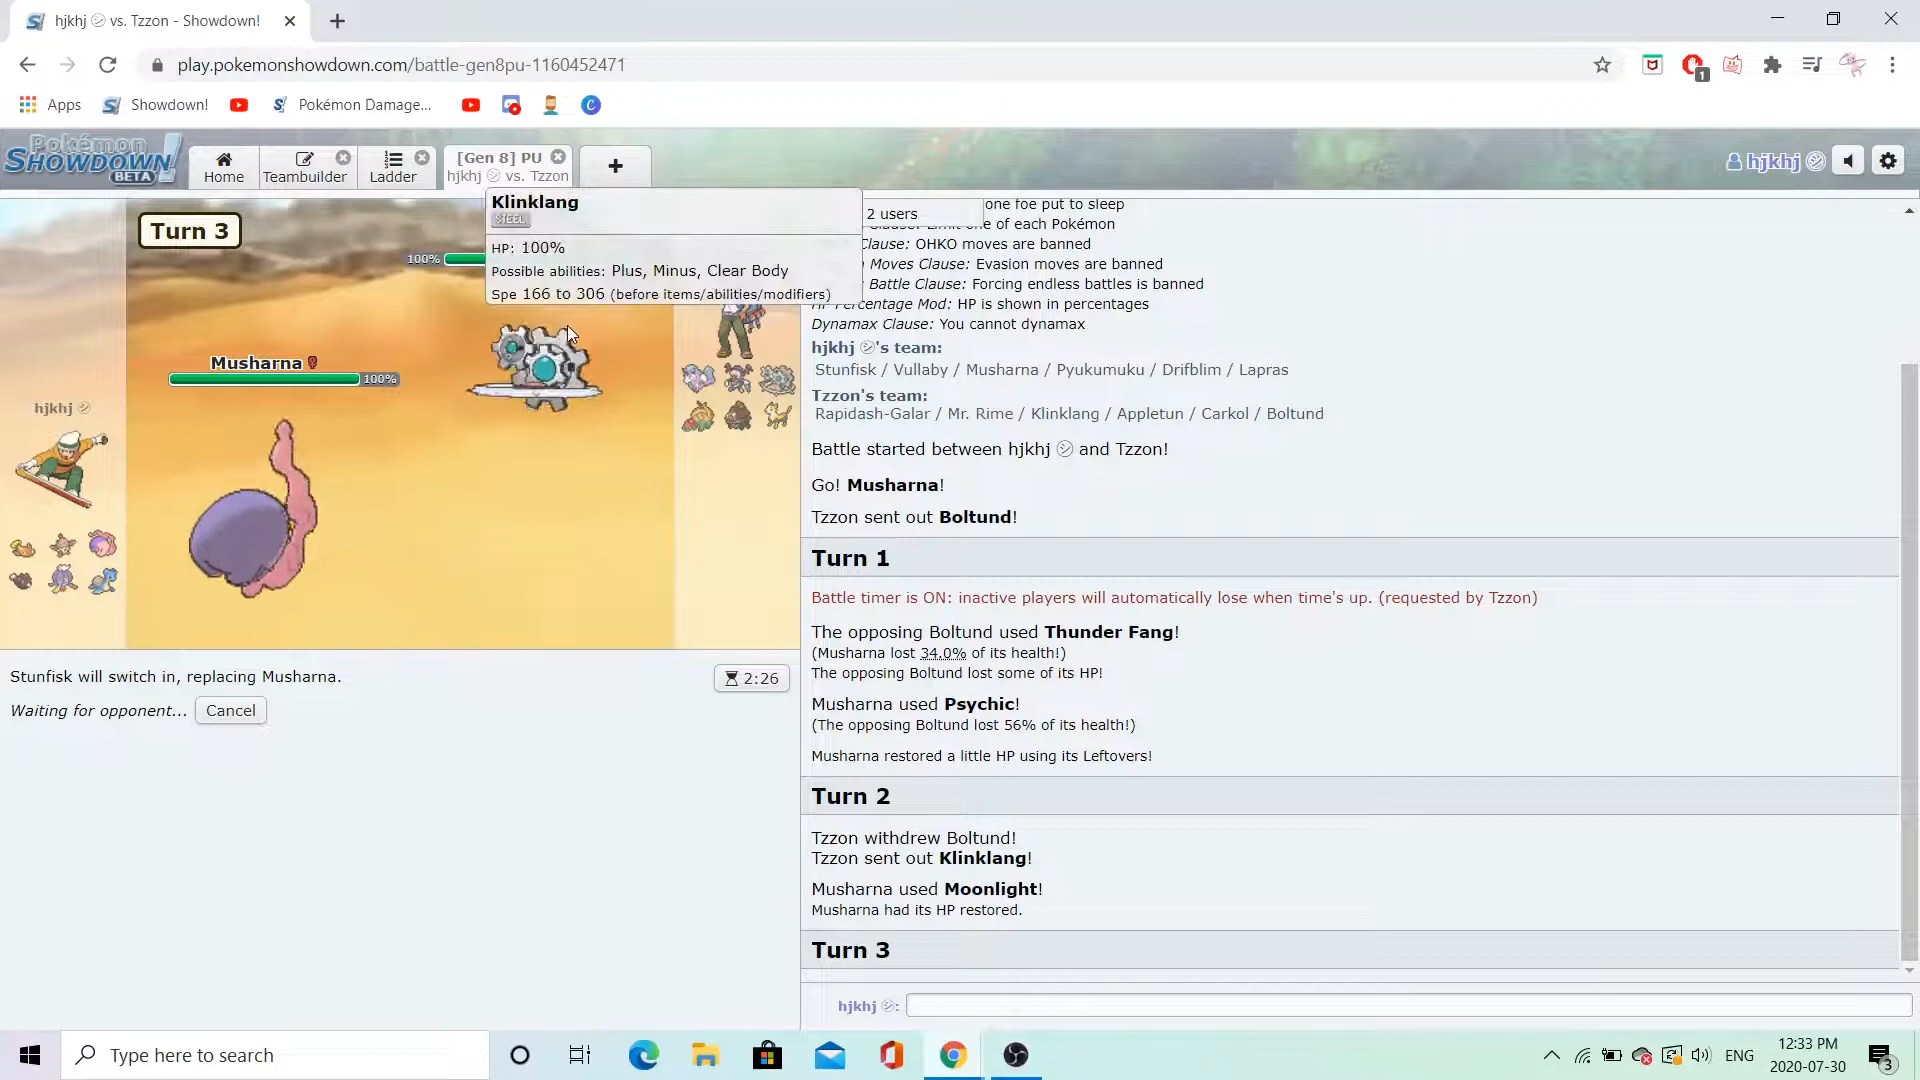 hjkhj ㋛ vs. Tzzon - Showdown!
play.pokemonshowdown.com/battle-gen8pu-1160452471
1
Apps Showdown! Pokémon Damage...
Pokémon
SHOWDOWN!
BETA
Home
Teambuilder
Ladder
[Gen 8] PU
hjkhj ㋛ vs. Tzzon
hjkhj ㋛
Turn 3
100%
Klinklang
STEEL
HP: 100%
Possible abilities: Plus, Minus, Clear Body
Spe 166 to 306 (before items/abilities/modifiers)
Musharna
100%
hjkhj ㋛
Stunfisk will switch in, replacing Musharna.
2:26
Waiting for opponent... Cancel
2 users
one foe put to sleep
one of each Pokémon
Clause: OHKO moves are banned
Moves Clause: Evasion moves are banned
Battle Clause: Forcing endless battles is banned
HP Percentage Mod: HP is shown in percentages
Dynamax Clause: You cannot dynamax
hjkhj ㋛'s team:
Stunfisk / Vullaby / Musharna / Pyukumuku / Drifblim / Lapras
Tzzon's team:
Rapidash-Galar / Mr. Rime / Klinklang / Appletun / Carkol / Boltund
Battle started between hjkhj ㋛ and Tzzon!
Go! Musharna!
Tzzon sent out Boltund!
Turn 1
Battle timer is ON: inactive players will automatically lose when time's up. (requested by Tzzon)
The opposing Boltund used Thunder Fang!
(Musharna lost 34.0% of its health!)
The opposing Boltund lost some of its HP!
Musharna used Psychic!
(The opposing Boltund lost 56% of its health!)
Musharna restored a little HP using its Leftovers!
Turn 2
Tzzon withdrew Boltund!
Tzzon sent out Klinklang!
Musharna used Moonlight!
Musharna had its HP restored.
Turn 3
hjkhj ㋛:
Type here to search
ENG
12:33 PM
2020-07-30
3